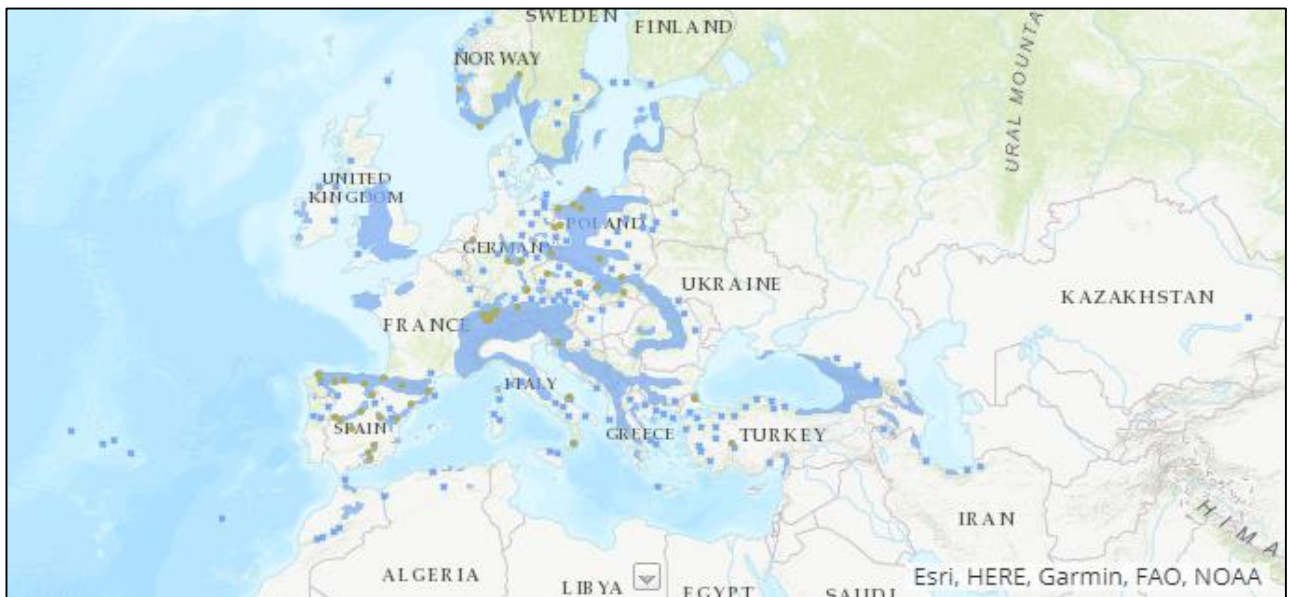 SWEDEN
FINLAND
NORWAY
URAL MOUNTA
UNITED
KINGDOM
POLAND
GERMAN
UKRAINE
KAZAKHSTAN
FRANCE
ITALY
SPAIN
GREECE
TURKEY
IRAN
HIMA
ALGERIA
LIBYA
EGYPT
SAUDI
Esri, HERE, Garmin, FAO, NOAA